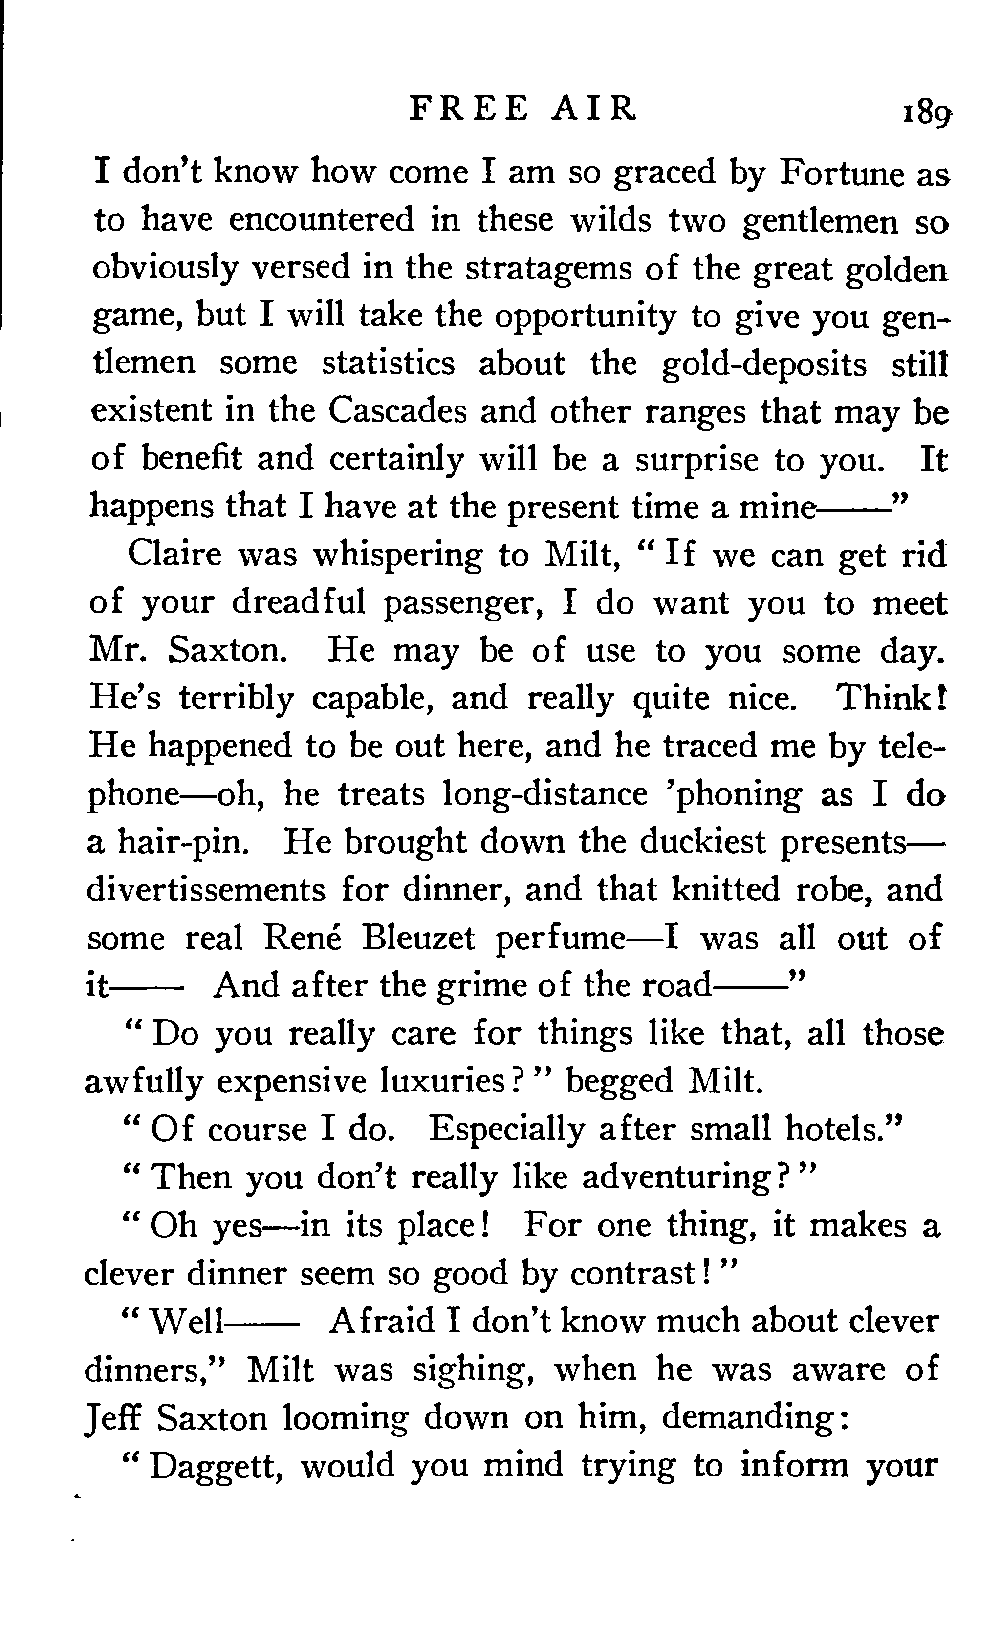 FREE AIR 189
I don't know how come I am so graced by Fortune as
to have encountered in these wilds two gentlemen so
obviously versed in the stratagems of the great golden
game, but I will take the opportunity to give you gen-
tlemen some statistics about the gold-deposits still
existent in the Cascades and other ranges that may be
of benefit and certainly will be a surprise to you. It
happens that I have at the present time a mine——"
Claire was whispering to Milt, "If we can get rid
of your dreadful passenger, I do want you to meet
Mr. Saxton. He may be of use to you some day.
He's terribly capable, and really quite nice. Think!
He happened to be out here, and he traced me by tele-
phone—oh, he treats long-distance 'phoning as I do
a hair-pin. He brought down the duckiest presents—
divertissements for dinner, and that knitted robe, and
some real René Bleuzet perfume—I was all out of
it—— And after the grime of the road——"
"Do you really care for things like that, all those
awfully expensive luxuries?" begged Milt.
"Of course I do. Especially after small hotels."
"Then you don't really like adventuring?"
"Oh yes—in its place! For one thing, it makes a
clever dinner seem so good by contrast!"
"Well—— Afraid I don't know much about clever
dinners," Milt was sighing, when he was aware of
Jeff Saxton looming down on him, demanding:
"Daggett, would you mind trying to inform your